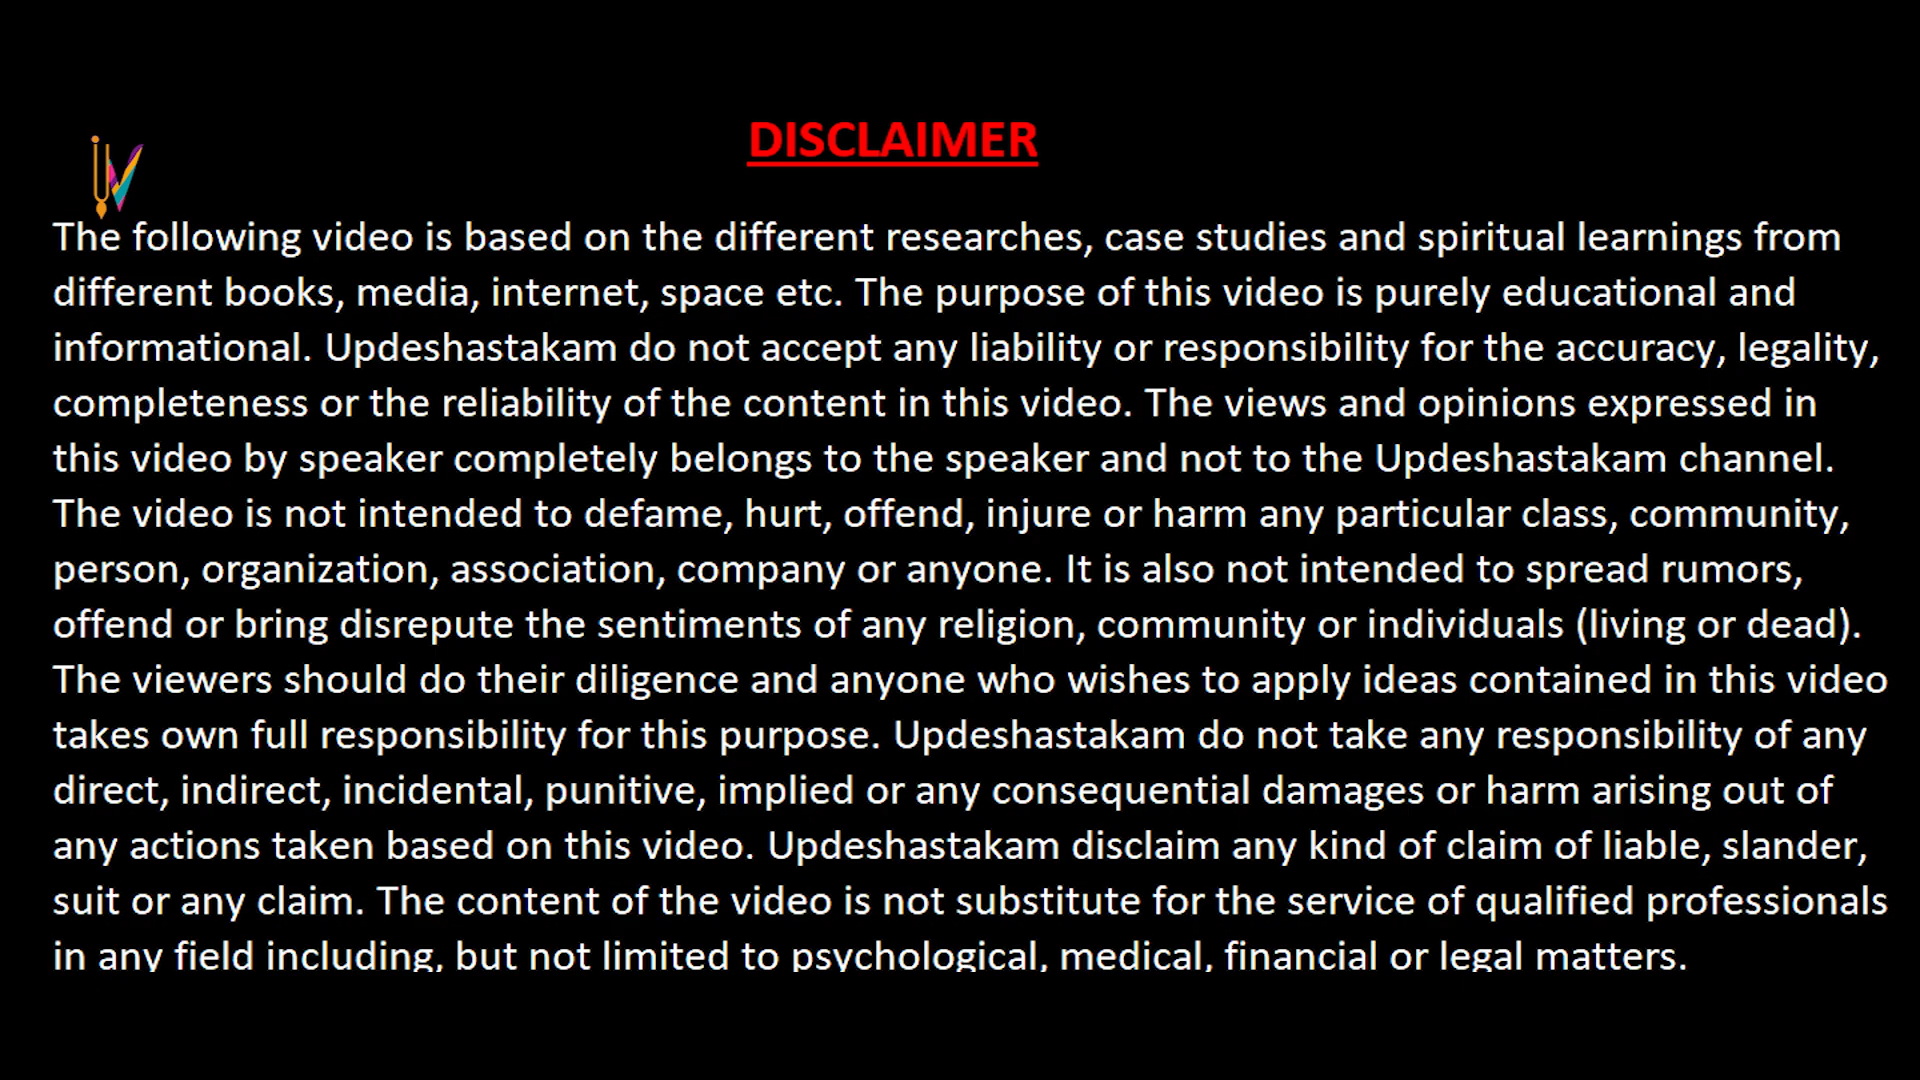 DISCLAIMER
The following video is based on the different researches, case studies and spiritual learnings from
different books, media, internet, space etc. The purpose of this video is purely educational and
informational. Updeshastakam do not accept any liability or responsibility for the accuracy, legality,
completeness or the reliability of the content in this video. The views and opinions expressed in
this video by speaker completely belongs to the speaker and not to the Updeshastakam channel.
The video is not intended to defame, hurt, offend, injure or harm any particular class, community,
person, organization, association, company or anyone. It is also not intended to spread rumors,
offend or bring disrepute the sentiments of any religion, community or individuals (living or dead).
The viewers should do their diligence and anyone who wishes to apply ideas contained in this video
takes own full responsibility for this purpose. Updeshastakam do not take any responsibility of any
direct, indirect, incidental, punitive, implied or any consequential damages or harm arising out of
any actions taken based on this video. Updeshastakam disclaim any kind of claim of liable, slander,
suit or any claim. The content of the video is not substitute for the service of qualified professionals
in any field including, but not limited to psychological, medical, financial or legal matters.